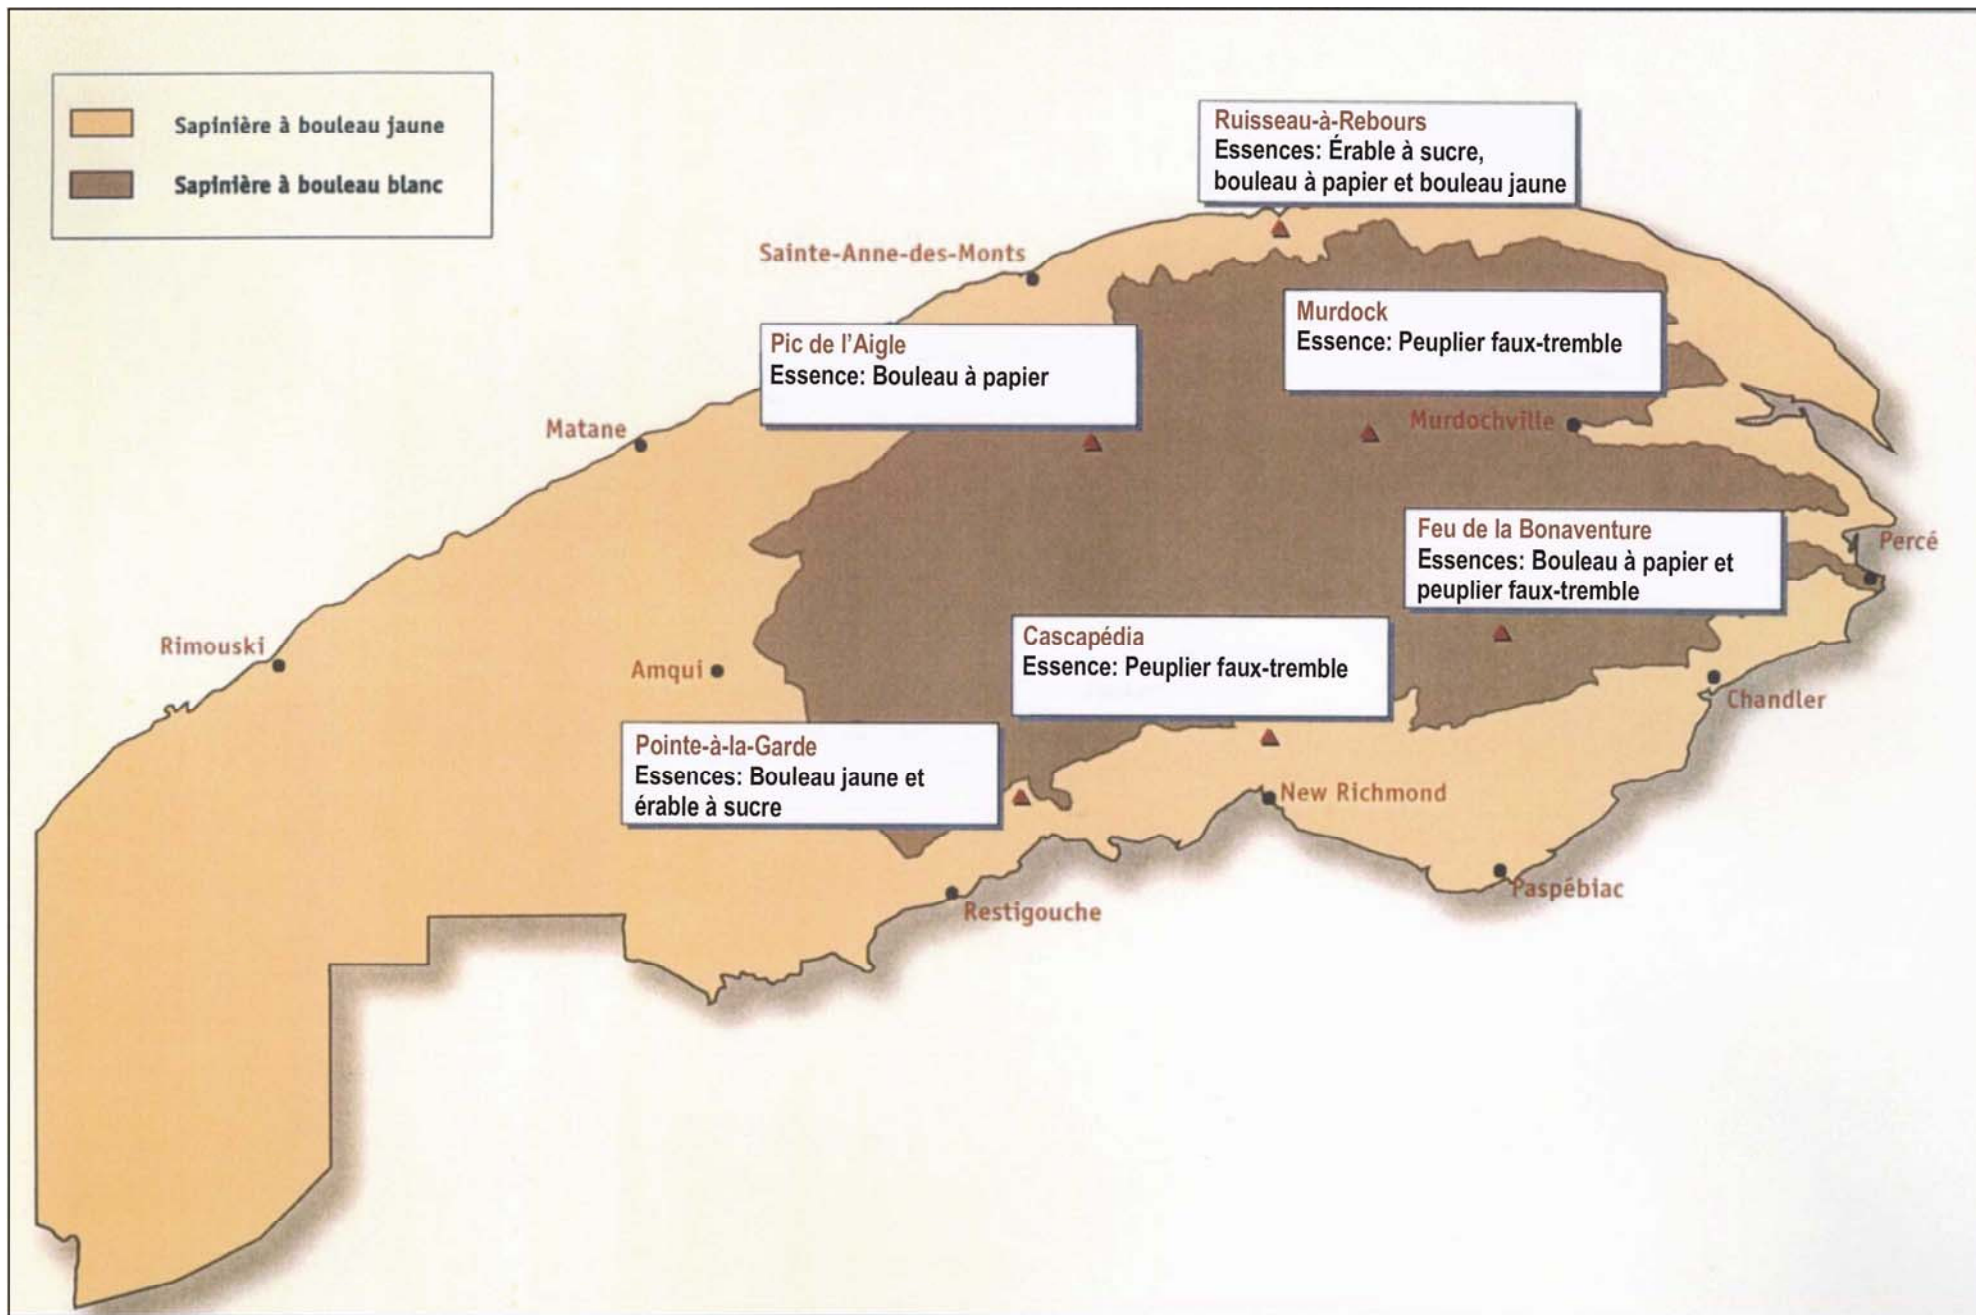 Sapinière à bouleau jaune
Sapinière à bouleau blanc
Ruisseau-à-Rebours
Essences: Érable à sucre,
bouleau à papier et bouleau jaune
Sainte-Anne-des-Monts
Murdock
Essence: Peuplier faux-tremble
Pic de l'Aigle
Essence: Bouleau à papier
Matane
Murdochville
Feu de la Bonaventure
Essences: Bouleau à papier et
peuplier faux-tremble
Percé
Rimouski
Amqui
Cascapédia
Essence: Peuplier faux-tremble
Chandler
Pointe-à-la-Garde
Essences: Bouleau jaune et
érable à sucre
New Richmond
Paspébiac
Restigouche